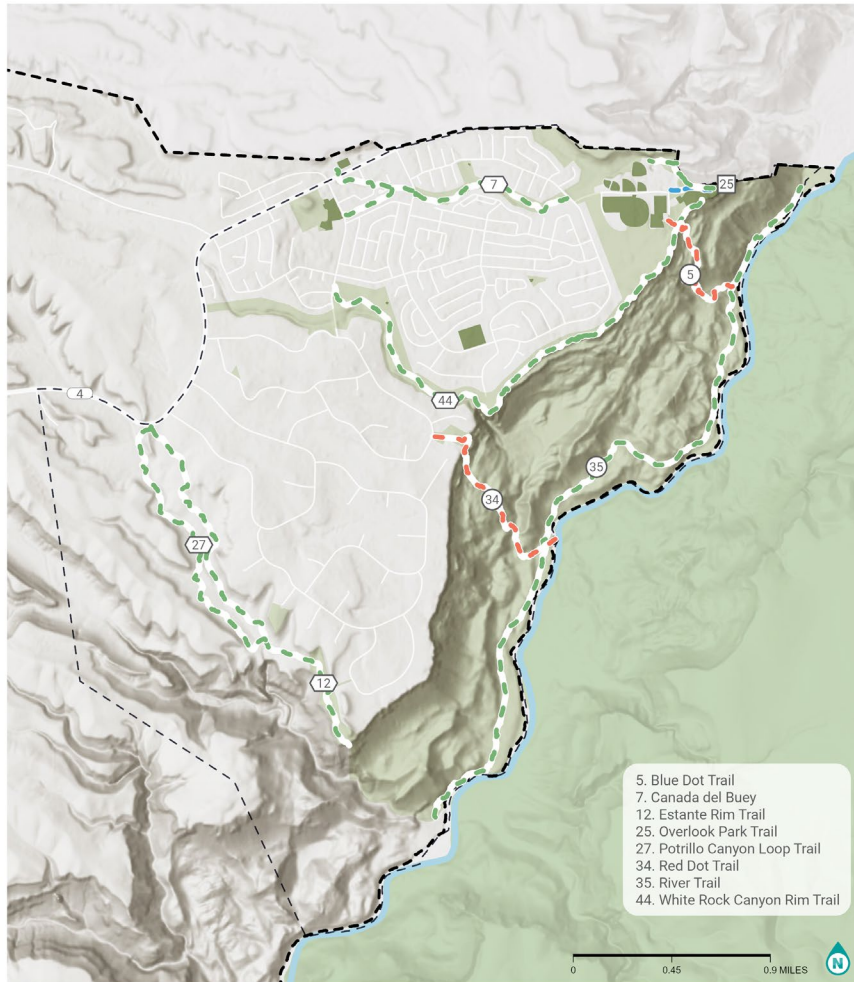 7
25
5
4
44
35
34
27
12
5. Blue Dot Trail
7. Canada del Buey
12. Estante Rim Trail
25. Overlook Park Trail
27. Potrillo Canyon Loop Trail
34. Red Dot Trail
35. River Trail
44. White Rock Canyon Rim Trail
N
0 0.45 0.9 MILES